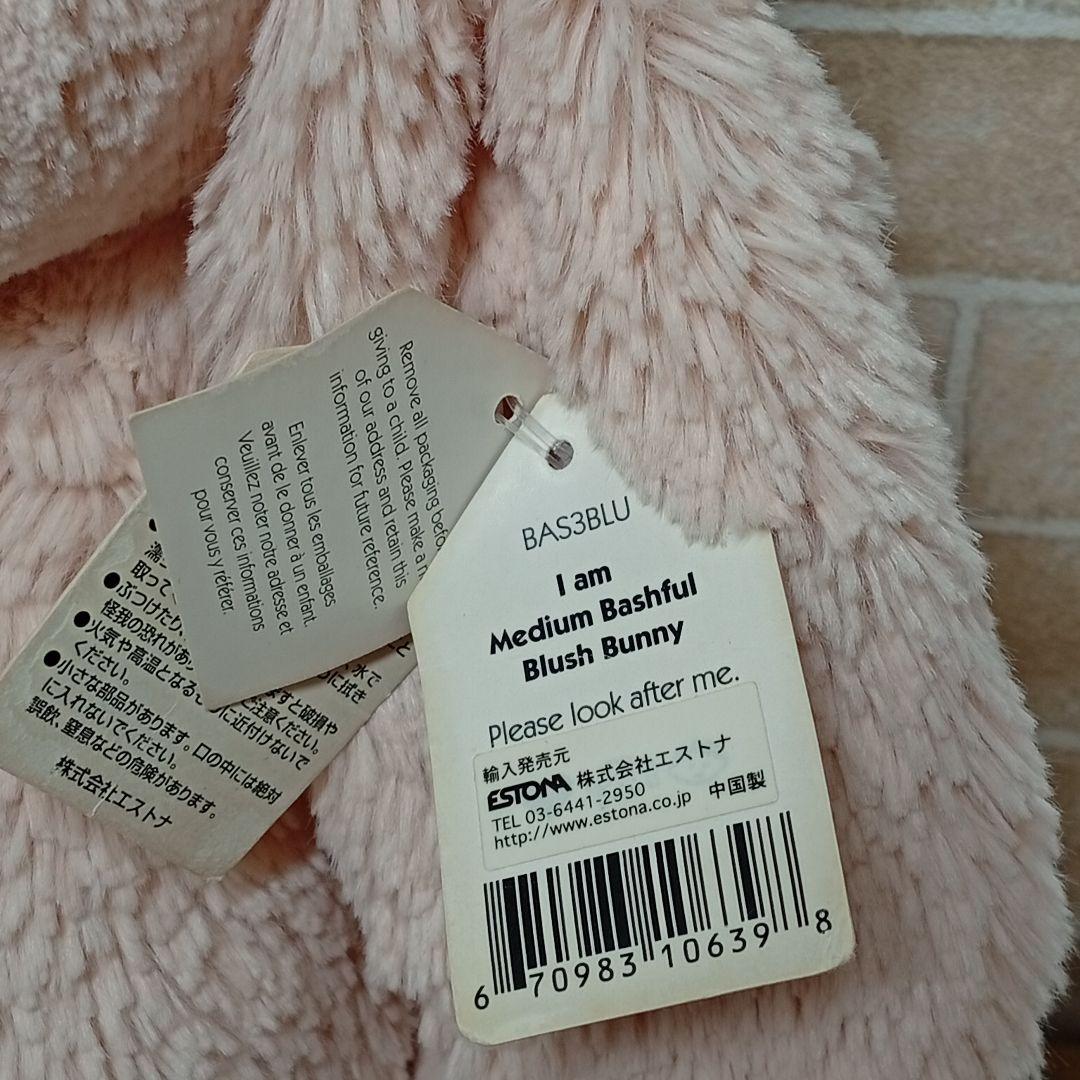 Remove all packaging
giving to a child. Please make a
of our address and retain this
information for future reference.
Enlever tous les emballages
avant de le donner à un enfant.
Veuillez noter notre adresse et
conserver ces informations
pour vous y référer.
取って
●ぶつけたり、
怪我の恐れがあ
●火気や高温となる
に近付けないで
ください。
●小さな部品があります。口の中には絶対
に入れないでください。
誤飲・窒息などの危険があります。
株式会社エストナ
BAS3BLU
I am
Medium Bashful
Blush Bunny
Please look after me.
輸入発売元
ESTONA 株式会社エストナ
TEL 03-6441-2950 中国製
http://www.estona.co.jp
6 70983 10639 8